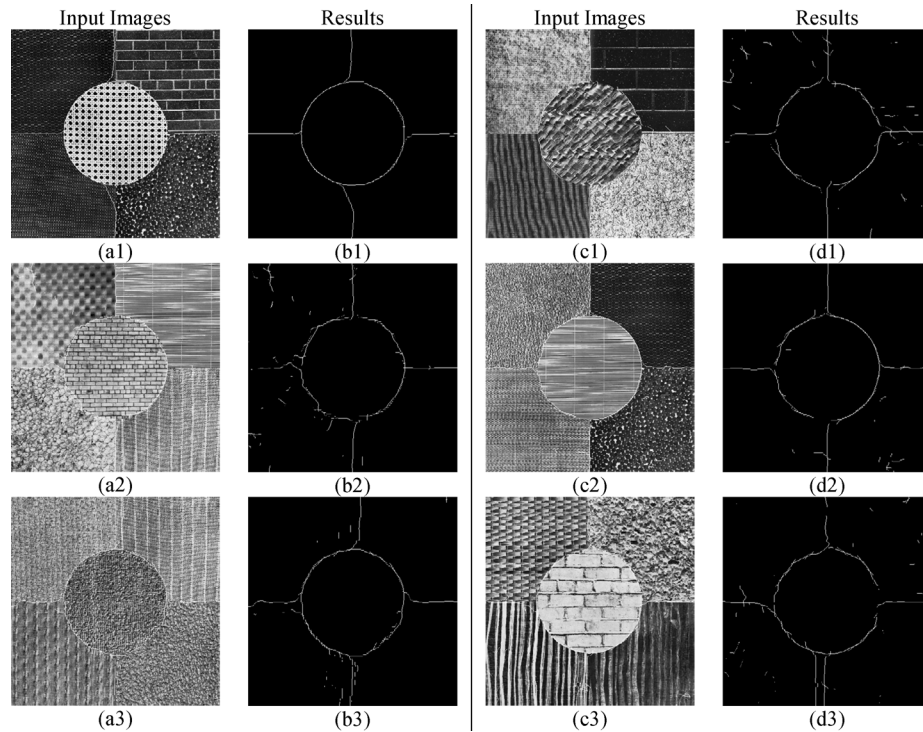 Input Images Results Input Images Results
(a1) (b1) (c1) (d1)
(a2) (b2) (c2) (d2)
(a3) (b3) (c3) (d3)